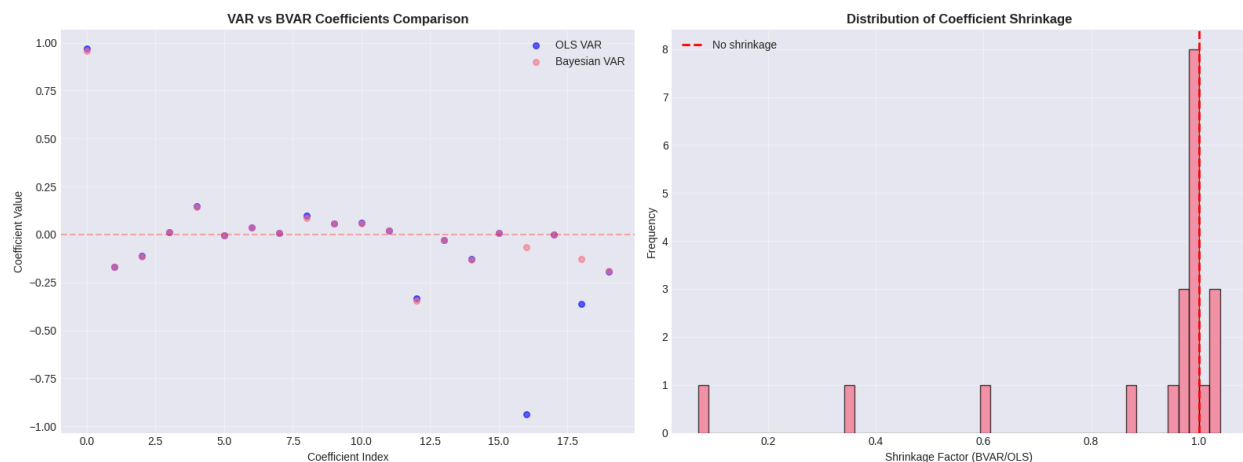 VAR vs BVAR Coefficients Comparison
OLS VAR
Bayesian VAR
Coefficient Value
1.00
0.75
0.50
0.25
0.00
−0.25
−0.50
−0.75
−1.00
0.0 2.5 5.0 7.5 10.0 12.5 15.0 17.5
Coefficient Index
Distribution of Coefficient Shrinkage
No shrinkage
Frequency
8
7
6
5
4
3
2
1
0
0.2 0.4 0.6 0.8 1.0
Shrinkage Factor (BVAR/OLS)